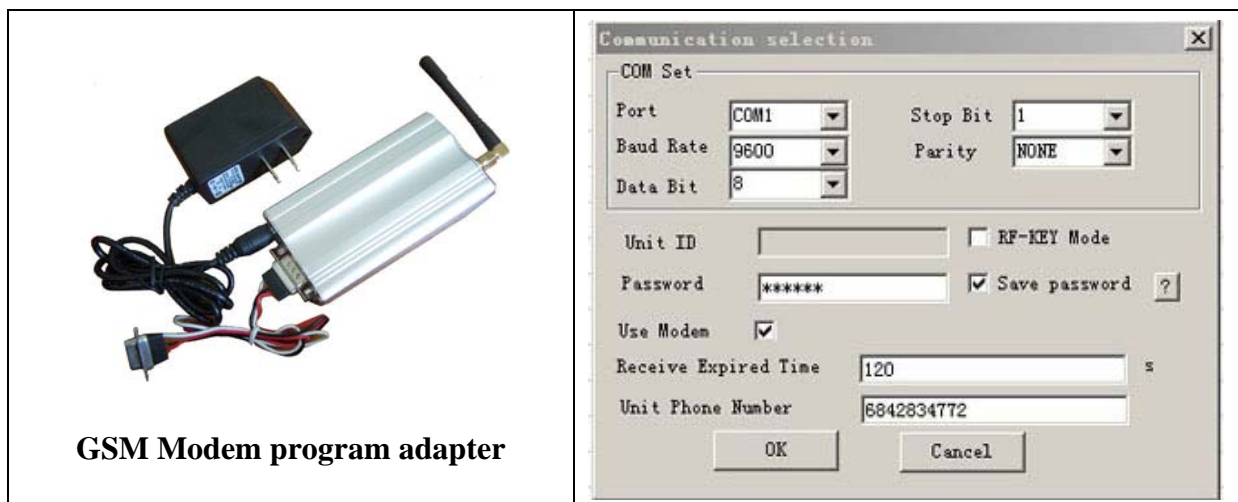 GSM Modem program adapter
Communication selection
COM Set
Port COM1 Stop Bit 1
Baud Rate 9600 Parity NONE
Data Bit 8
Unit ID RF-KEY Mode
Password ****** Save password ?
Use Modem
Receive Expired Time 120 s
Unit Phone Number 6842834772
OK Cancel